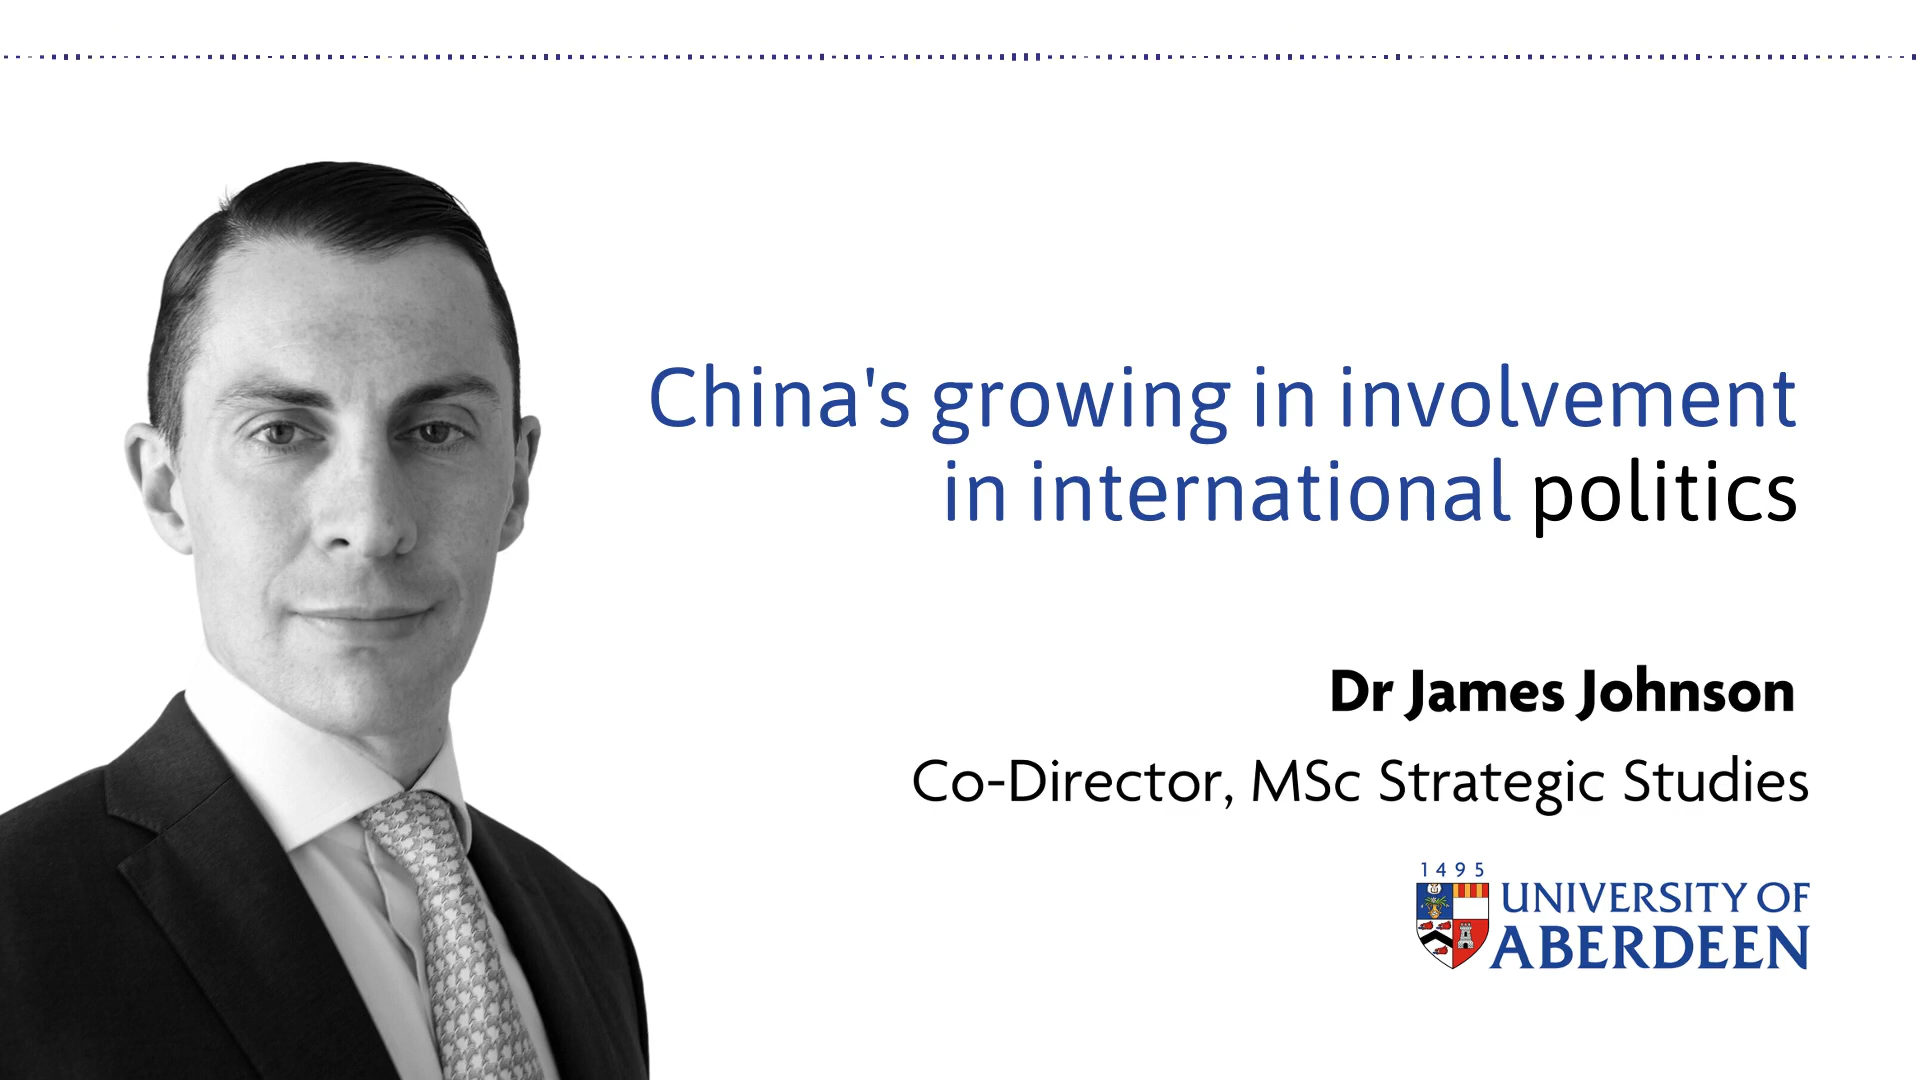 China's growing in involvement
in international politics
Dr James Johnson
Co-Director, MSc Strategic Studies
1495
UNIVERSITY OF
ABERDEEN